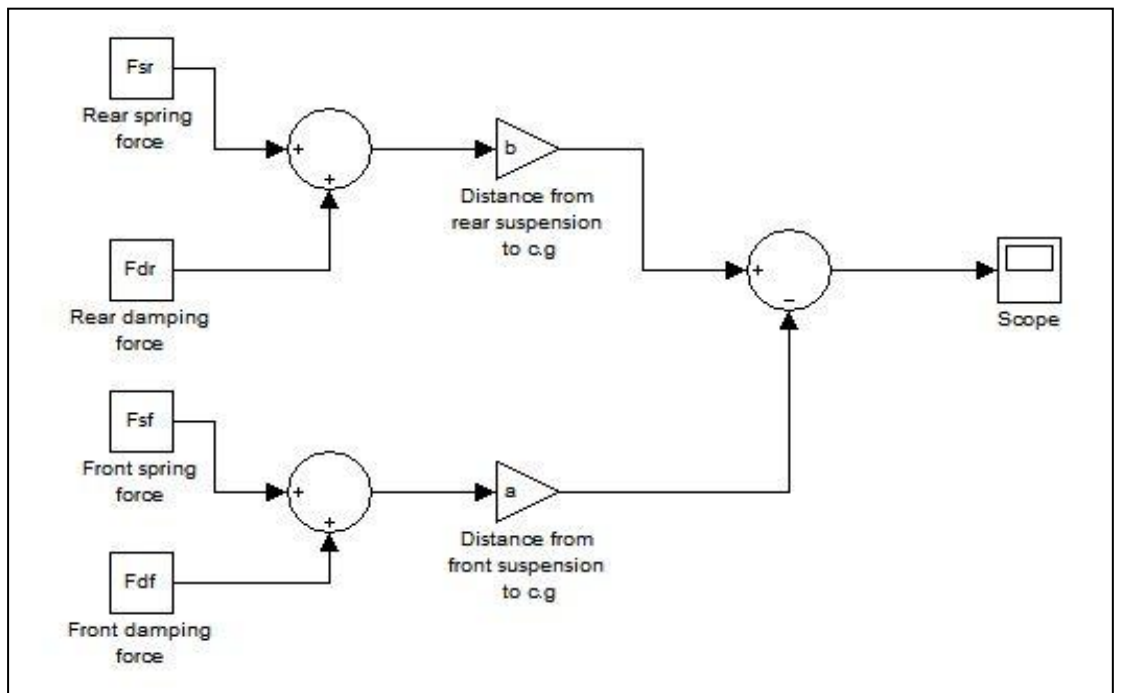 Fsr
Rear spring
force
+
+
b
Distance from
rear suspension
to c.g
Fdr
Rear damping
force
+
−
Scope
Fsf
Front spring
force
+
+
a
Distance from
front suspension
to c.g
Fdf
Front damping
force